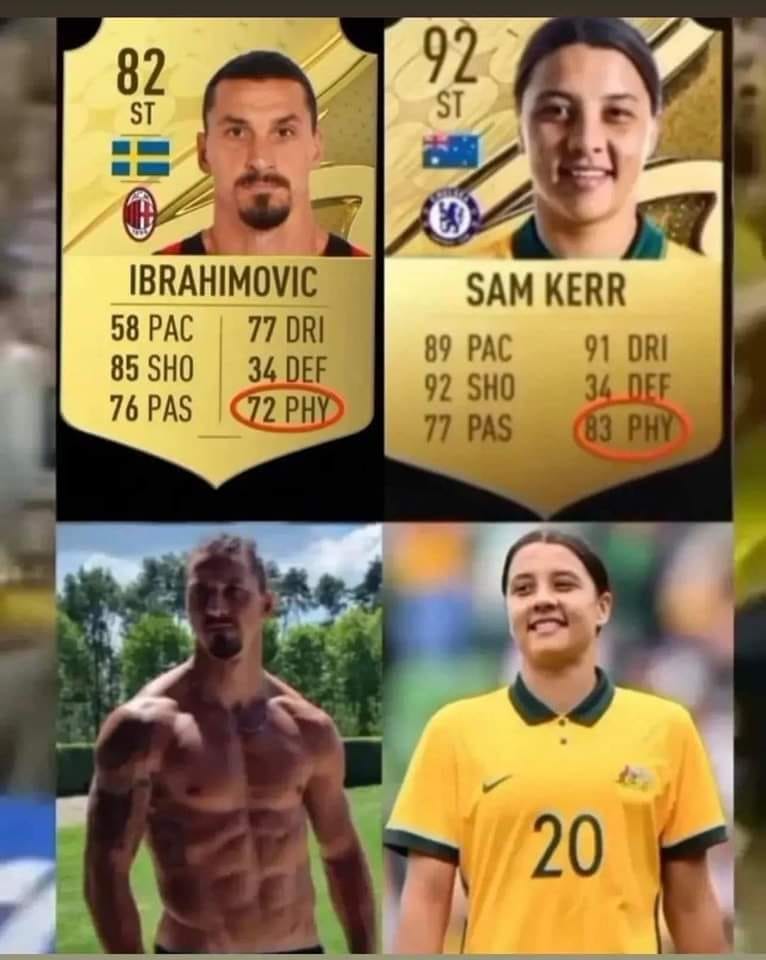 82
ST
IBRAHIMOVIC
58 PAC 77 DRI
85 SHO 34 DEF
76 PAS 72 PHY
92
ST
CHELSEA
SAM KERR
89 PAC 91 DRI
92 SHO 34 DEF
77 PAS 83 PHY
20